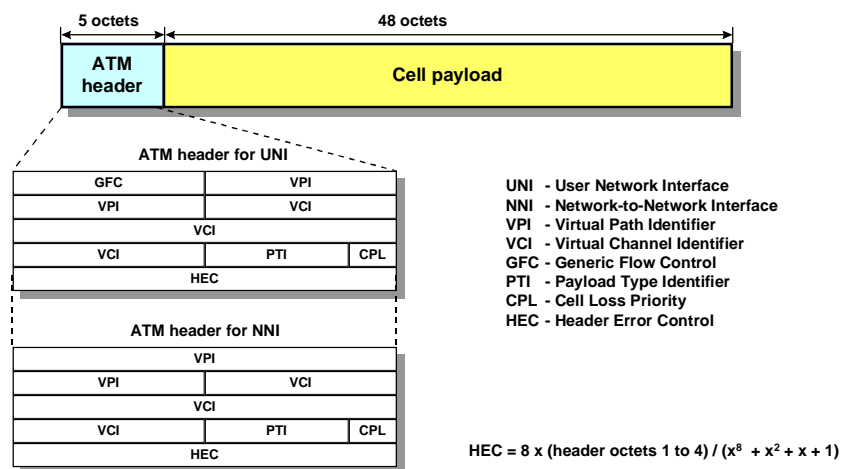 5 octets
48 octets
ATM header
Cell payload
ATM header for UNI
GFC VPI
VPI VCI
VCI
VCI PTI CPL
HEC
ATM header for NNI
VPI
VPI VCI
VCI
VCI PTI CPL
HEC
UNI - User Network Interface
NNI - Network-to-Network Interface
VPI - Virtual Path Identifier
VCI - Virtual Channel Identifier
GFC - Generic Flow Control
PTI - Payload Type Identifier
CPL - Cell Loss Priority
HEC - Header Error Control
HEC = 8 x (header octets 1 to 4) / (x⁸ + x² + x + 1)